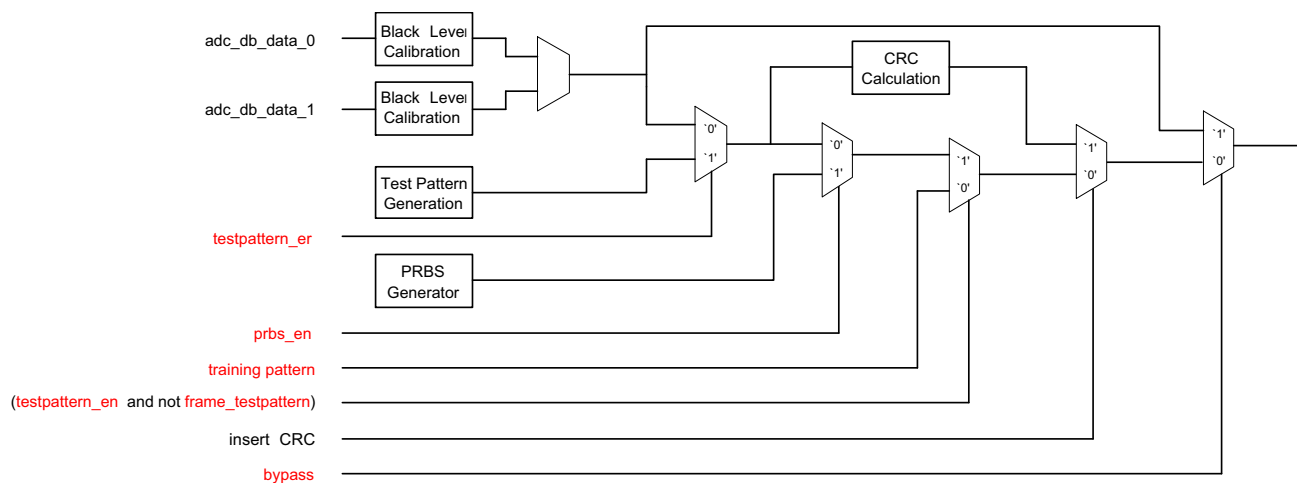 adc_db_data_0
Black Level
Calibration
adc_db_data_1
Black Level
Calibration
CRC
Calculation
`0'
`1'
`0'
`1'
`1'
`0'
`1'
`0'
`1'
`0'
Test Pattern
Generation
testpattern_er
PRBS
Generator
prbs_en
training pattern
(testpattern_en and not frame_testpattern)
insert CRC
bypass